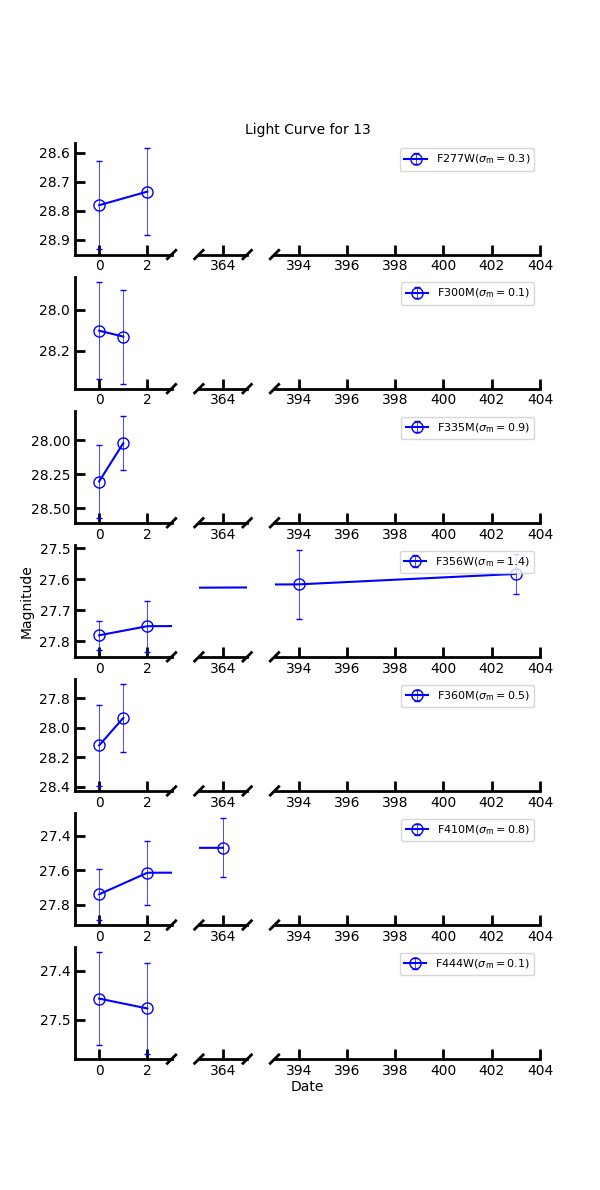 Light Curve for 13
F277W(σm = 0.3)
28.6
28.7
28.8
28.9
0 2 364 394 396 398 400 402 404
F300M(σm = 0.1)
28.0
28.2
0 2 364 394 396 398 400 402 404
F335M(σm = 0.9)
28.00
28.25
28.50
0 2 364 394 396 398 400 402 404
F356W(σm = 1.4)
27.5
27.6
27.7
27.8
Magnitude
0 2 364 394 396 398 400 402 404
F360M(σm = 0.5)
27.8
28.0
28.2
28.4
0 2 364 394 396 398 400 402 404
F410M(σm = 0.8)
27.4
27.6
27.8
0 2 364 394 396 398 400 402 404
F444W(σm = 0.1)
27.4
27.5
0 2 364 394 396 398 400 402 404
Date